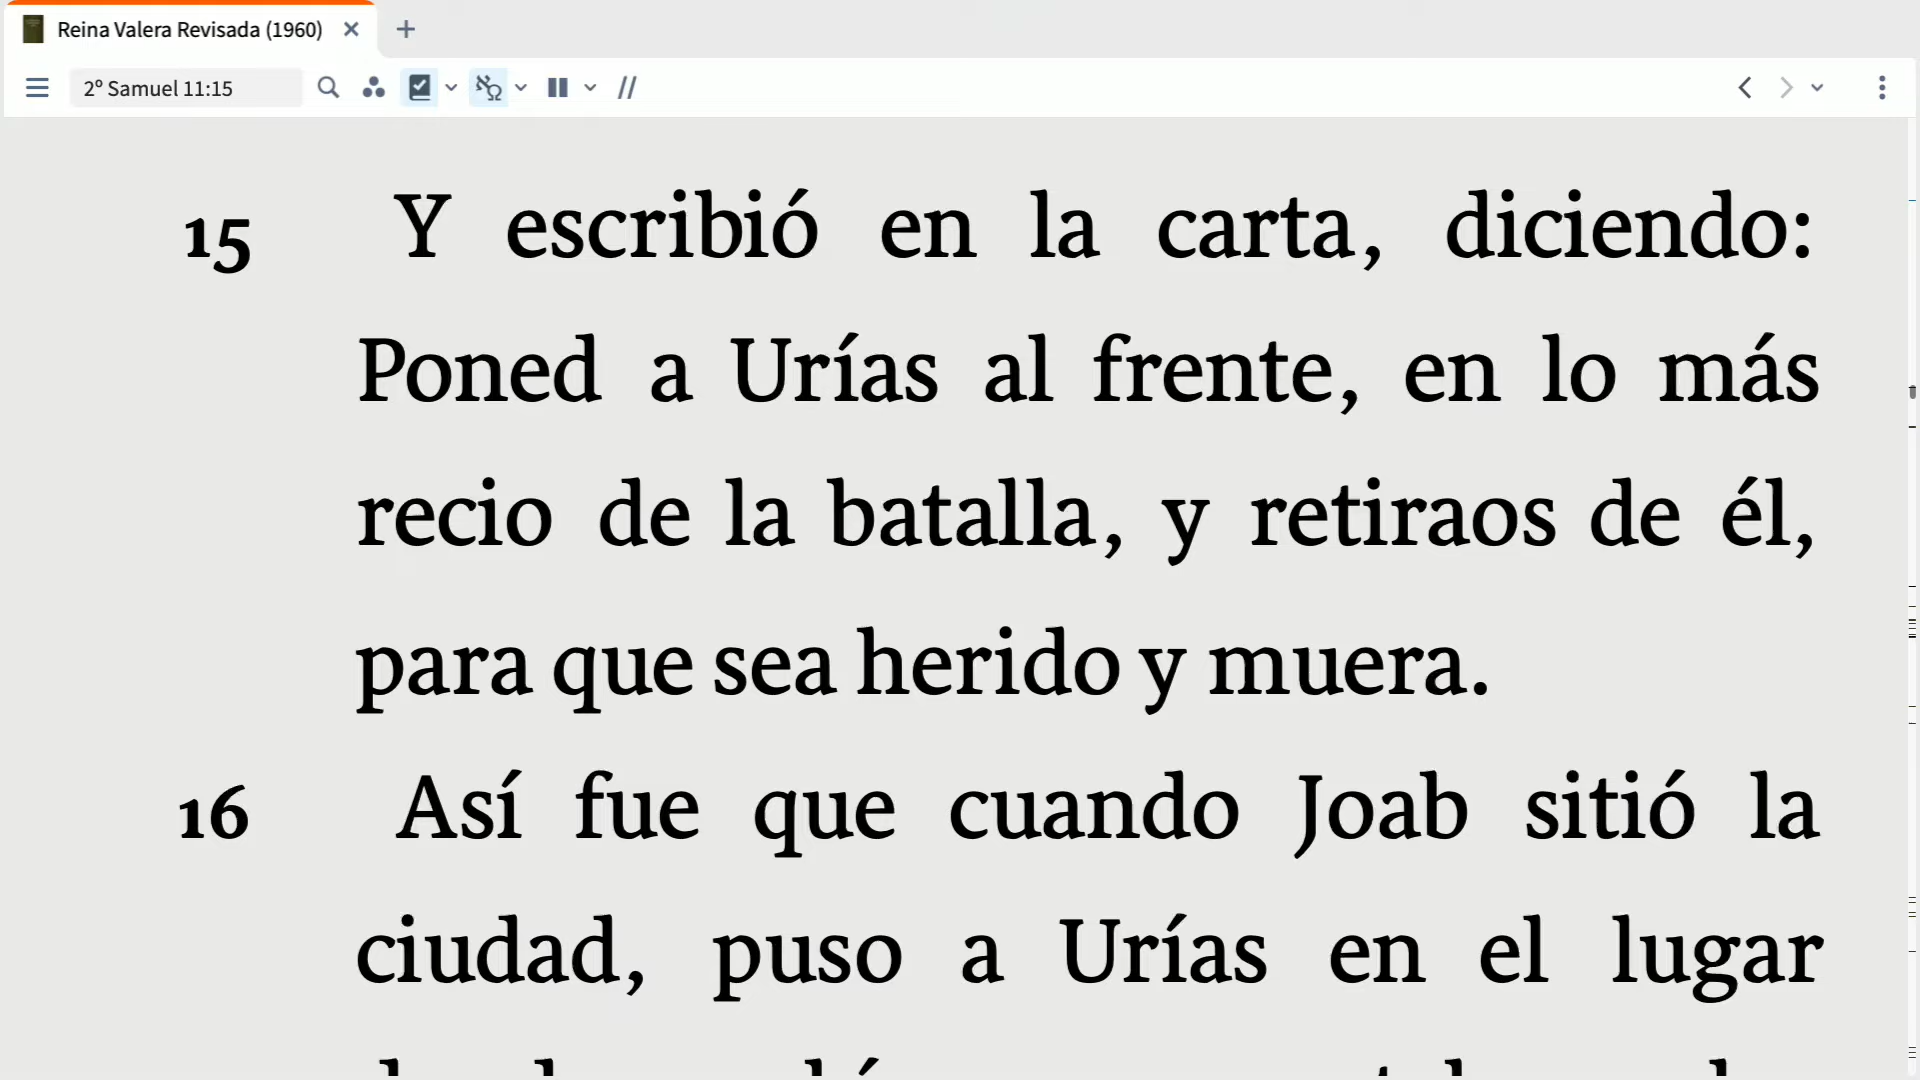 Reina Valera Revisada (1960)
2º Samuel 11:15
15 Y escribió en la carta, diciendo:
Poned a Urías al frente, en lo más
recio de la batalla, y retiraos de él,
para que sea herido y muera.
16 Así fue que cuando Joab sitió la
ciudad, puso a Urías en el lugar